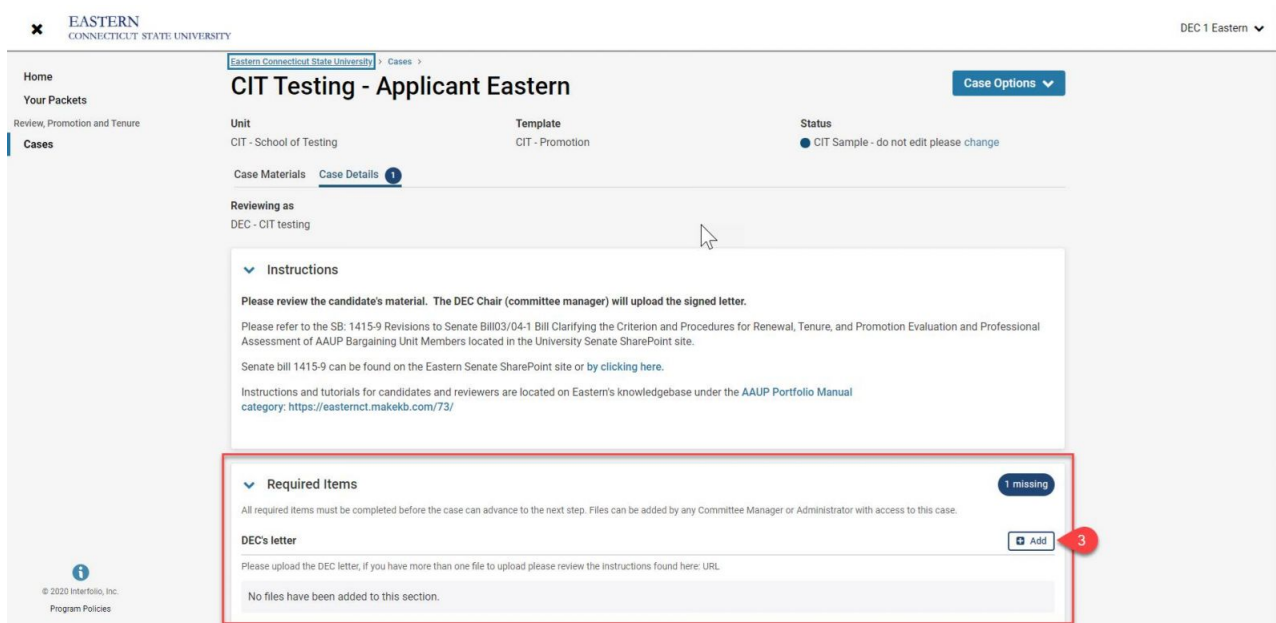 EASTERN
CONNECTICUT STATE UNIVERSITY
DEC 1 Eastern
Home
Your Packets
Review, Promotion and Tenure
Cases
Eastern Connecticut State University > Cases >
CIT Testing - Applicant Eastern
Case Options
Unit
CIT - School of Testing
Template
CIT - Promotion
Status
CIT Sample - do not edit please change
Case Materials Case Details 1
Reviewing as
DEC - CIT testing
Instructions
Please review the candidate's material. The DEC Chair (committee manager) will upload the signed letter.
Please refer to the SB: 1415-9 Revisions to Senate Bill03/04-1 Bill Clarifying the Criterion and Procedures for Renewal, Tenure, and Promotion Evaluation and Professional
Assessment of AAUP Bargaining Unit Members located in the University Senate SharePoint site.
Senate bill 1415-9 can be found on the Eastern Senate SharePoint site or by clicking here.
Instructions and tutorials for candidates and reviewers are located on Eastern's knowledgebase under the AAUP Portfolio Manual
category: https://easternct.makekb.com/73/
Required Items
1 missing
All required items must be completed before the case can advance to the next step. Files can be added by any Committee Manager or Administrator with access to this case.
DEC's letter
Add
3
Please upload the DEC letter, if you have more than one file to upload please review the instructions found here: URL
No files have been added to this section.
© 2020 Interfolio, Inc.
Program Policies